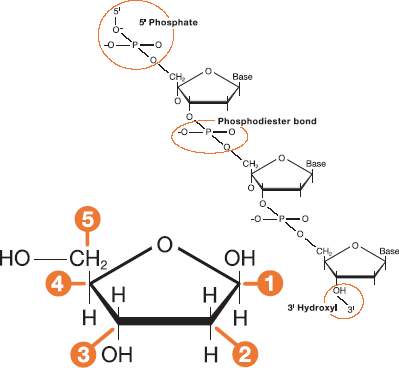 5'
5' Phosphate
O-
-O P O
O
CH2 O Base
O
O
Phosphodiester bond
-O P O
O
CH2 O Base
O
O
-O P O
O
CH2 O Base
OH
3' Hydroxyl 3'
5
HO CH2 O OH
4 1
H H H H
3 2
OH H